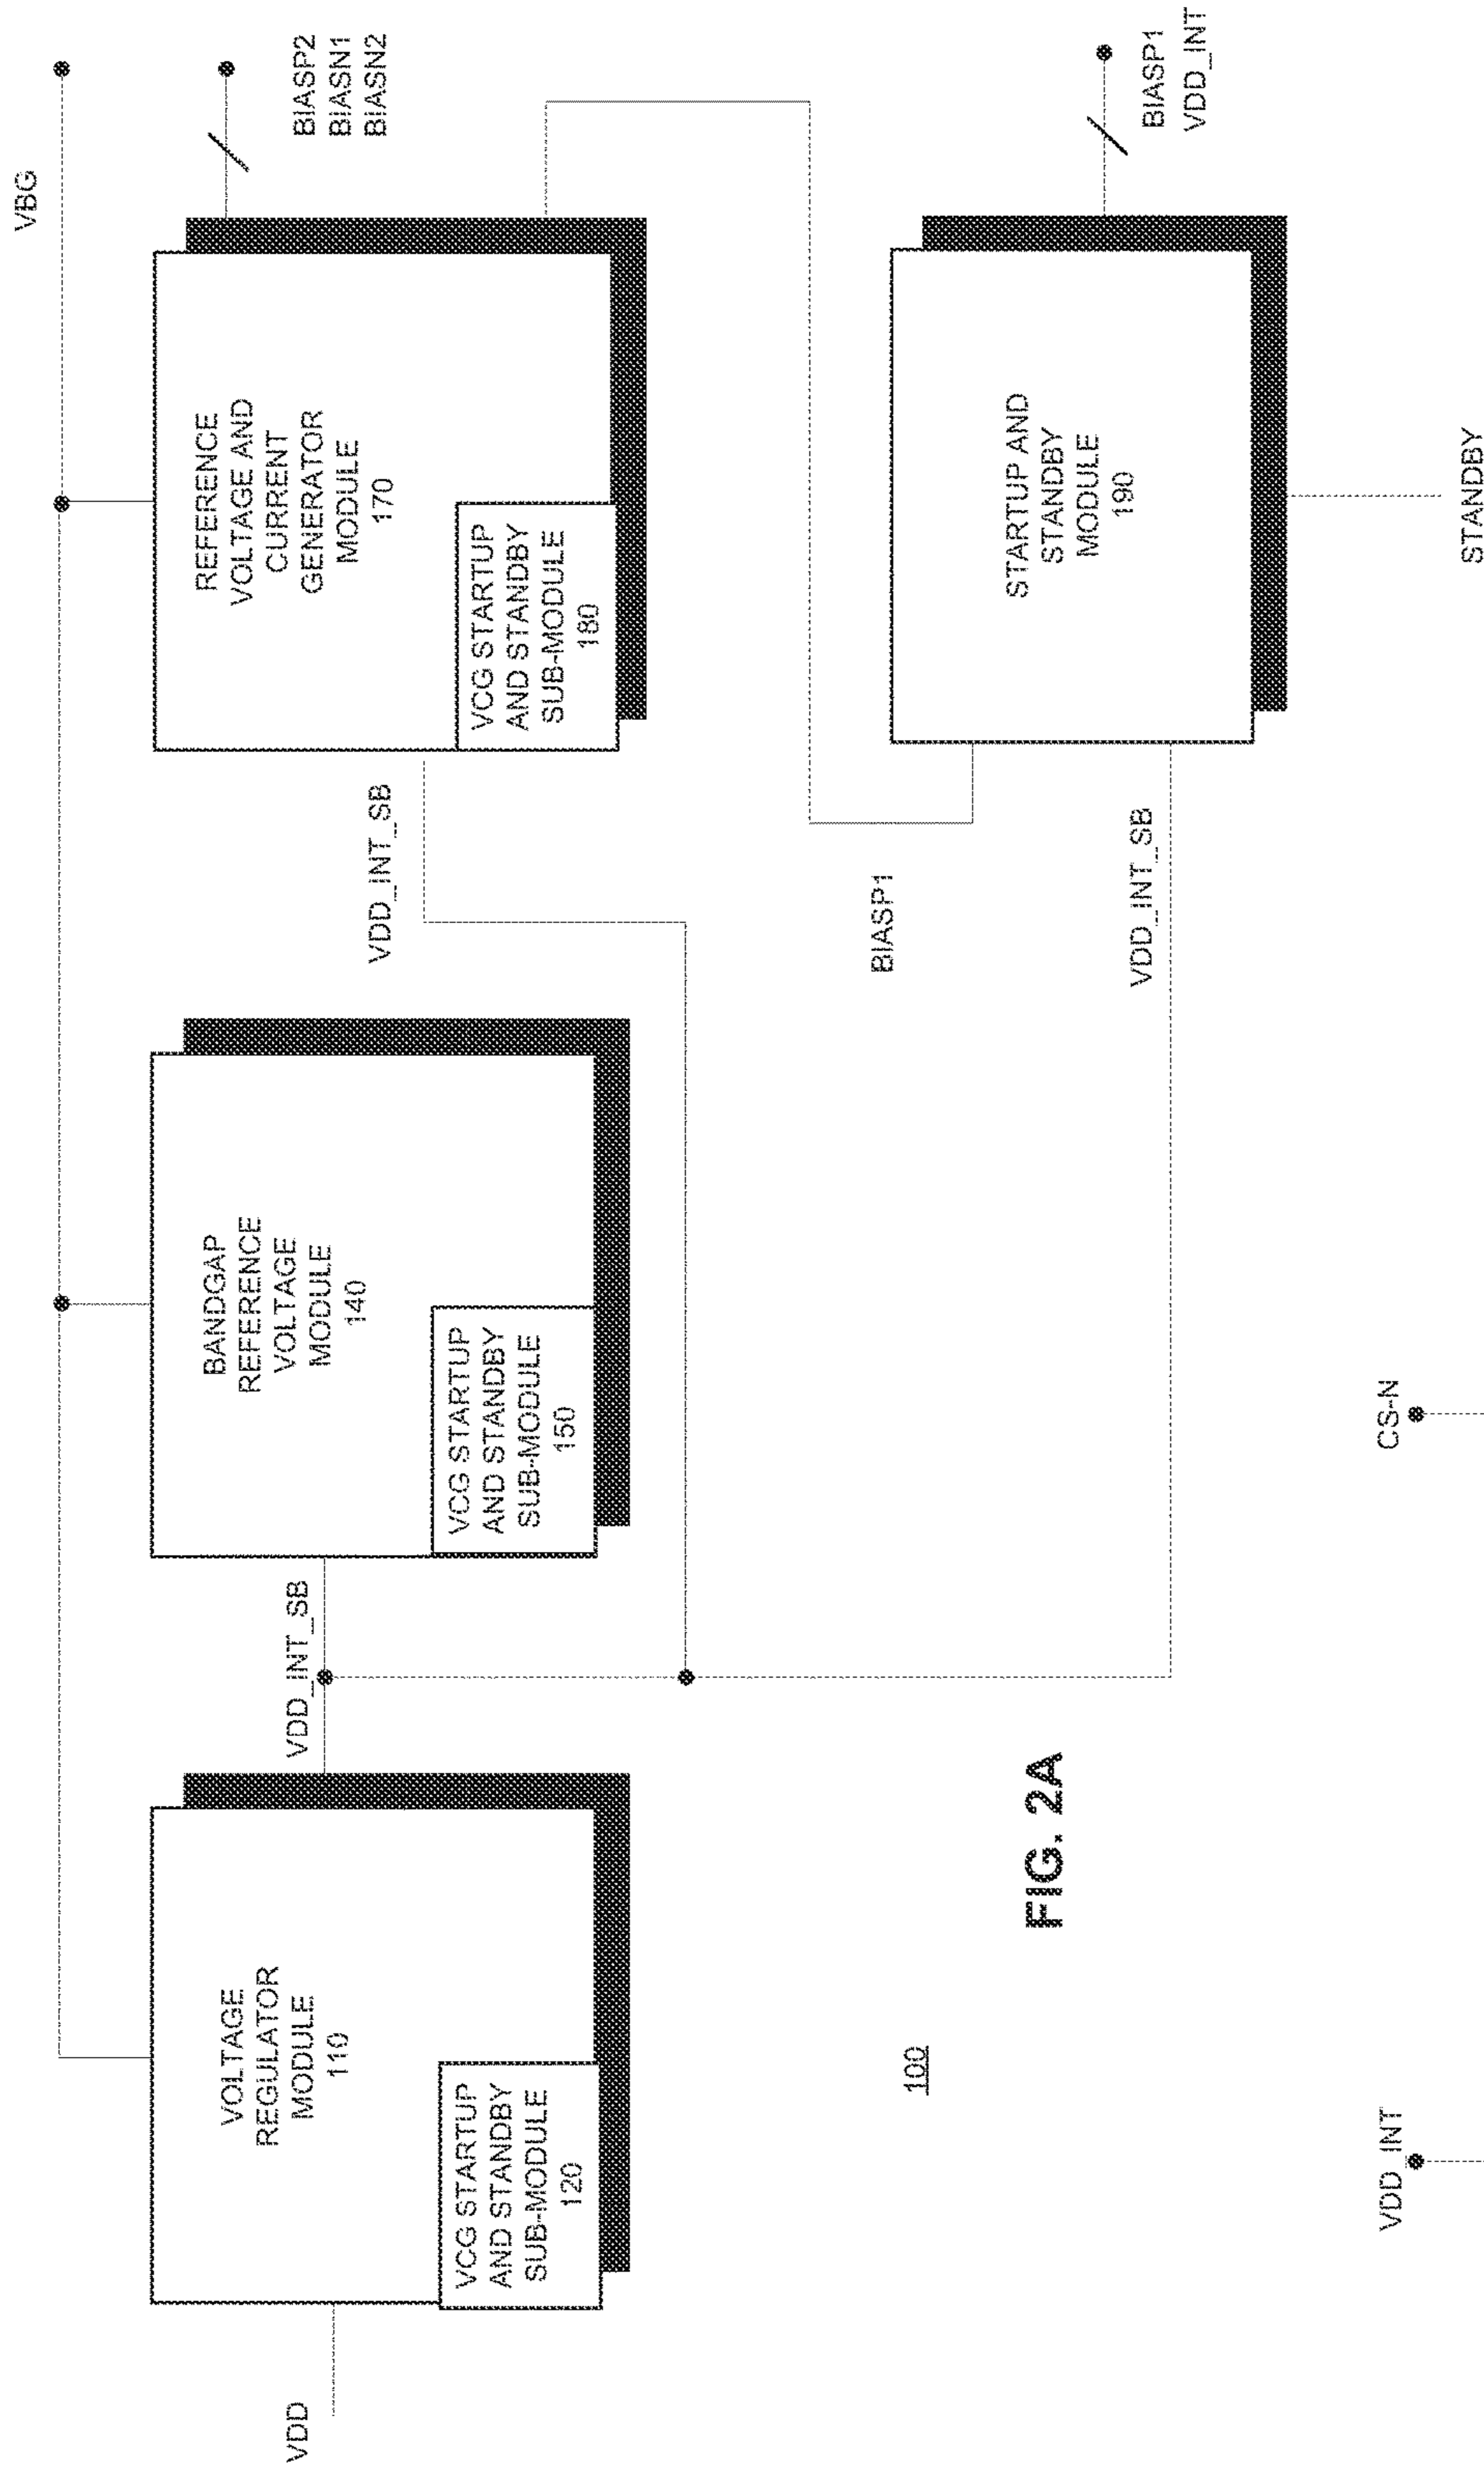 VBG
VDD
VOLTAGE
REGULATOR
MODULE
110
VCG STARTUP
AND STANDBY
SUB-MODULE
120
VDD_INT_SB
BANDGAP
REFERENCE
VOLTAGE
MODULE
140
VCG STARTUP
AND STANDBY
SUB-MODULE
150
VDD_INT_SB
REFERENCE
VOLTAGE AND
CURRENT
GENERATOR
MODULE
170
VCG STARTUP
AND STANDBY
SUB-MODULE
180
BIASP2
BIASN1
BIASN2
BIASP1
VDD_INT_SB
STARTUP AND
STANDBY
MODULE
190
BIASP1
VDD_INT
STANDBY
100
FIG. 2A
VDD_INT
CS-N